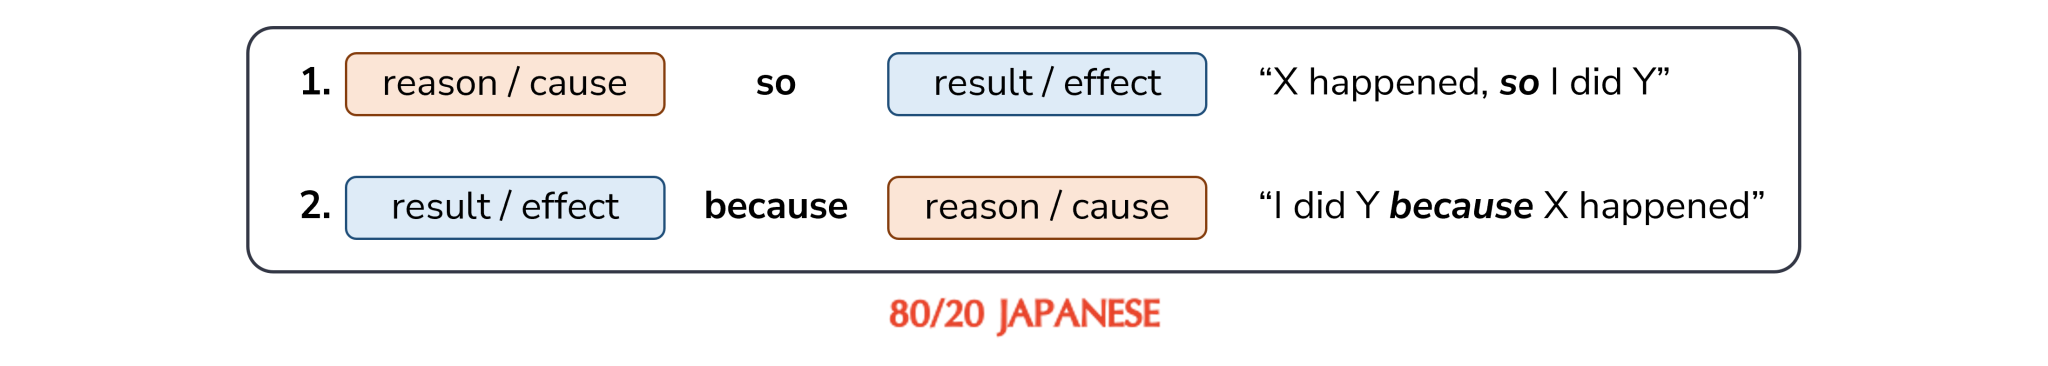 1. reason / cause so result / effect “X happened, so I did Y”
2. result / effect because reason / cause “I did Y because X happened”
80/20 JAPANESE